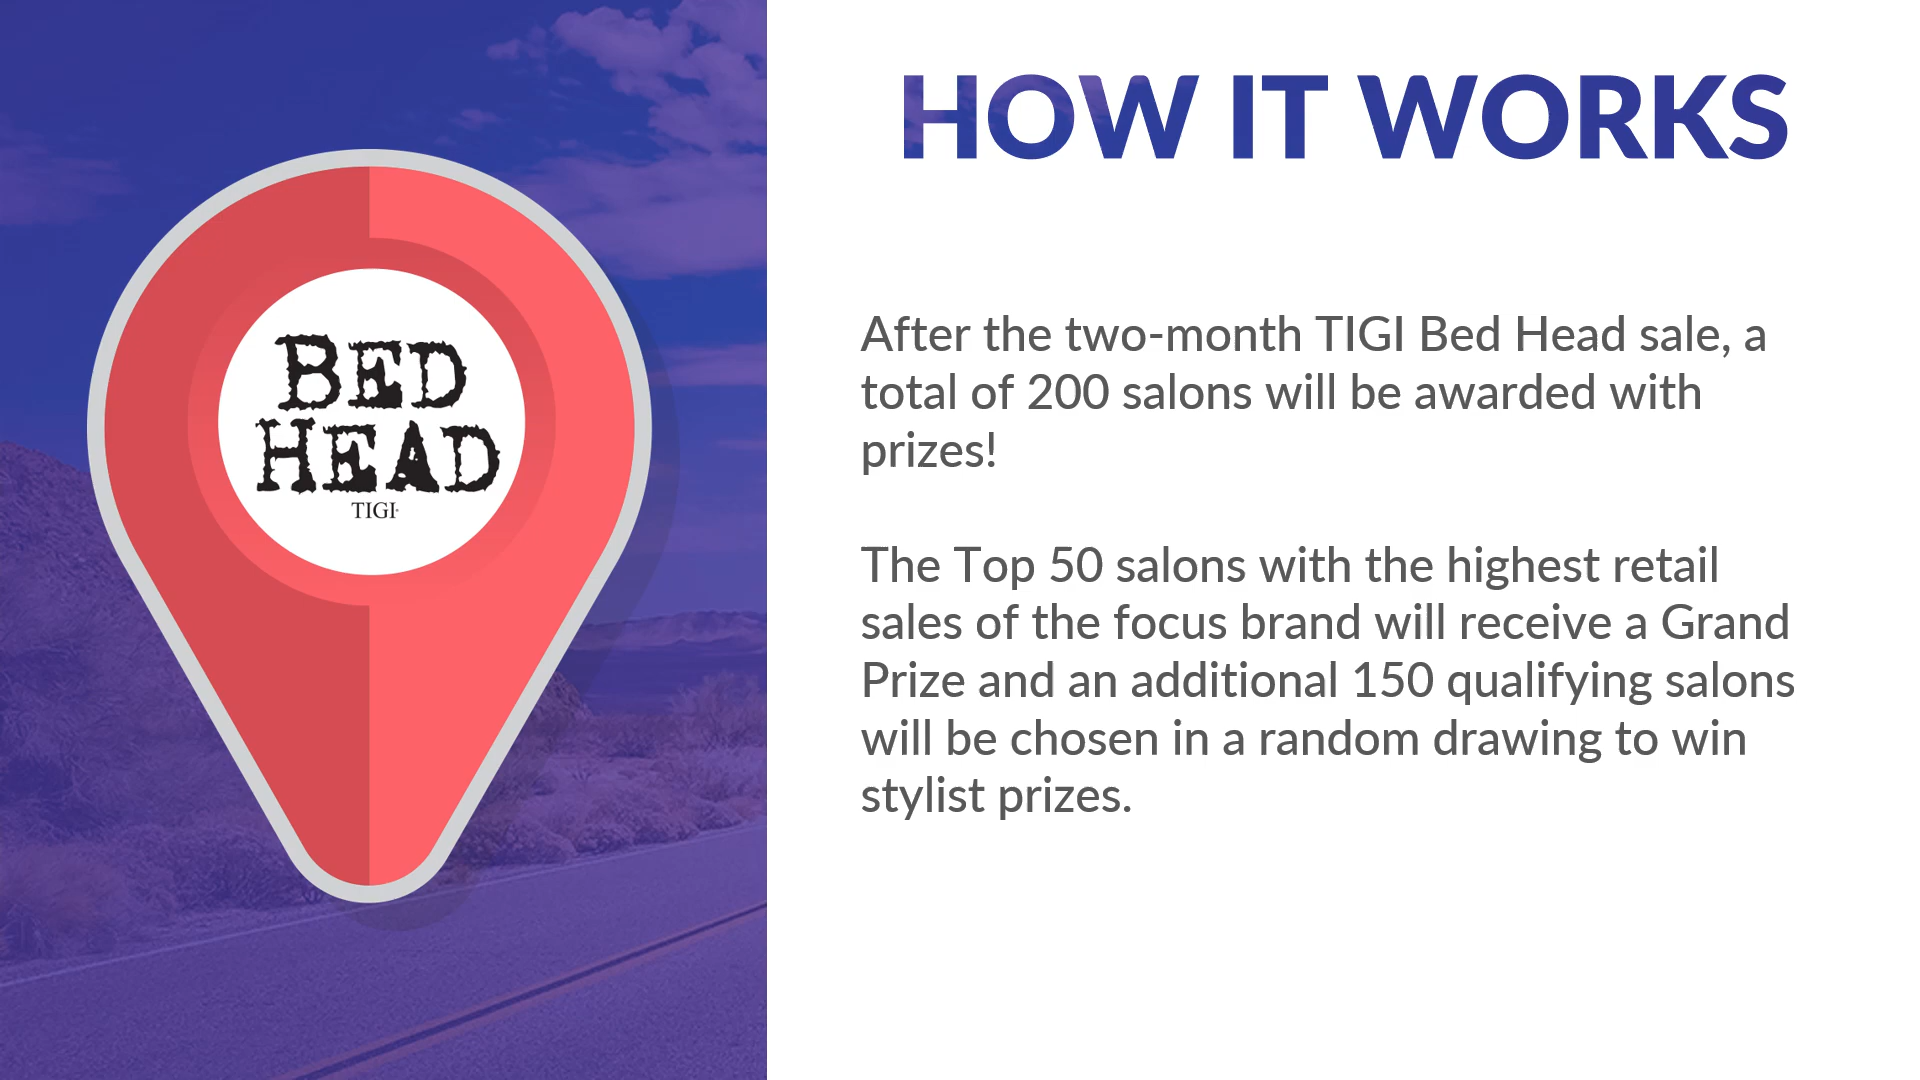 BED
HEAD
TIGI
HOW IT WORKS
After the two-month TIGI Bed Head sale, a
total of 200 salons will be awarded with
prizes!
The Top 50 salons with the highest retail
sales of the focus brand will receive a Grand
Prize and an additional 150 qualifying salons
will be chosen in a random drawing to win
stylist prizes.